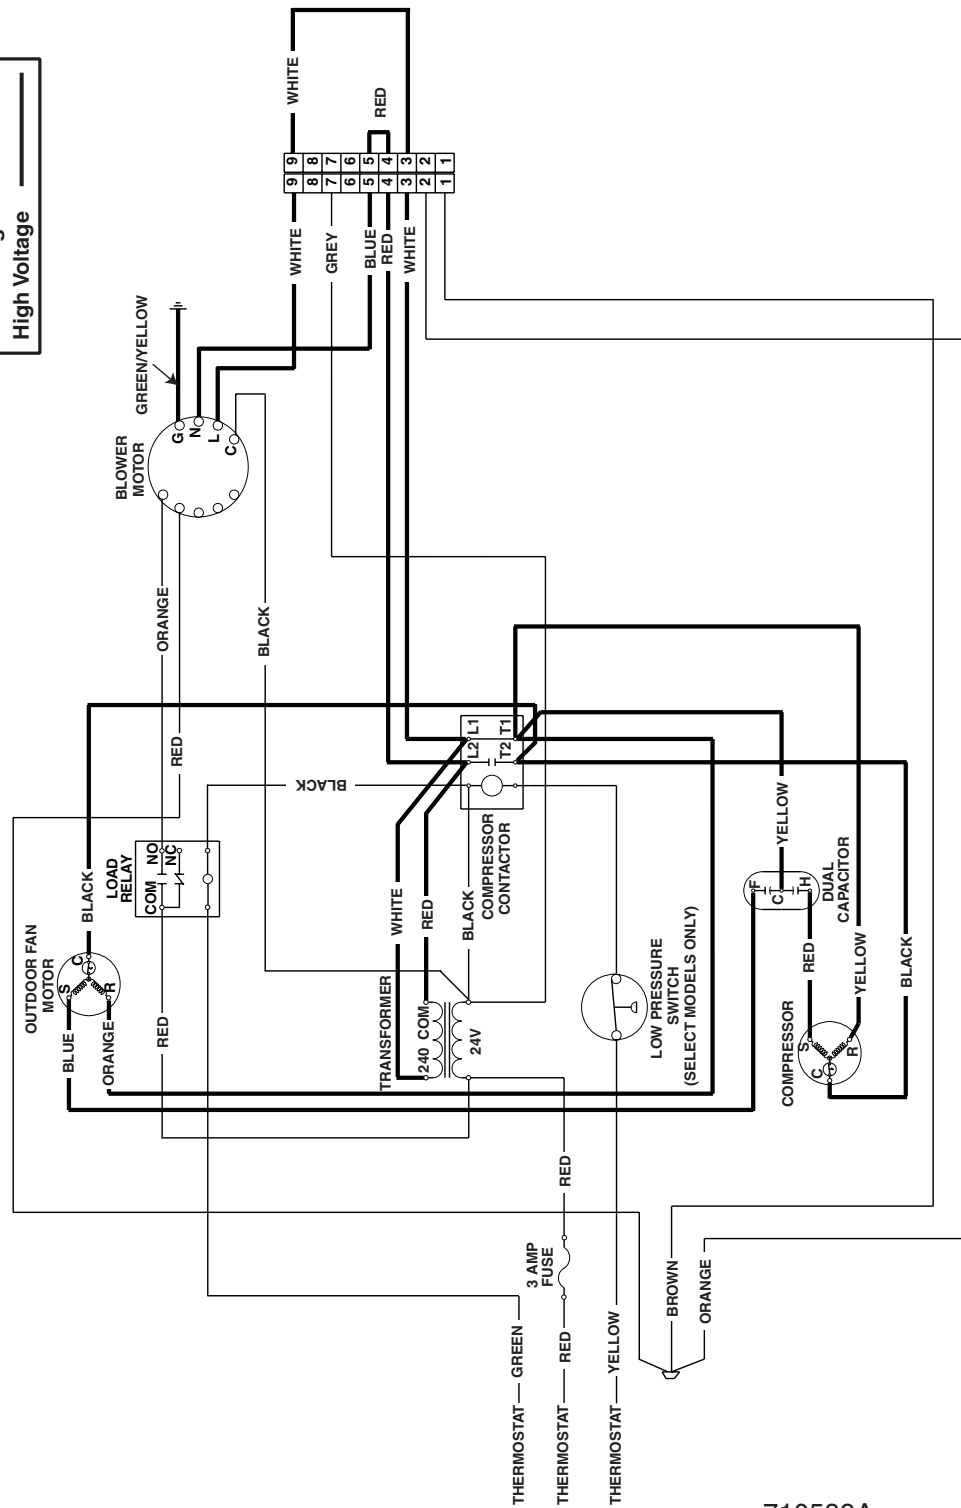 High Voltage
WHITE
RED
9 8 7 6 5 4 3 2 1
9 8 7 6 5 4 3 2 1
WHITE
GREY
BLUE
RED
WHITE
GREEN/YELLOW
BLOWER
MOTOR
G
N
L
C
ORANGE
BLACK
RED
BLACK
L2
L1
T2
T1
COMPRESSOR
CONTACTOR
LOAD
RELAY
COM
NO
NC
BLACK
OUTDOOR FAN
MOTOR
S
C
R
BLUE
ORANGE
RED
WHITE
RED
BLACK
TRANSFORMER
240
COM
24V
LOW PRESSURE
SWITCH
(SELECT MODELS ONLY)
YELLOW
F
C
H
DUAL
CAPACITOR
RED
YELLOW
BLACK
COMPRESSOR
S
C
R
RED
3 AMP
FUSE
BROWN
ORANGE
THERMOSTAT
GREEN
THERMOSTAT
RED
THERMOSTAT
YELLOW